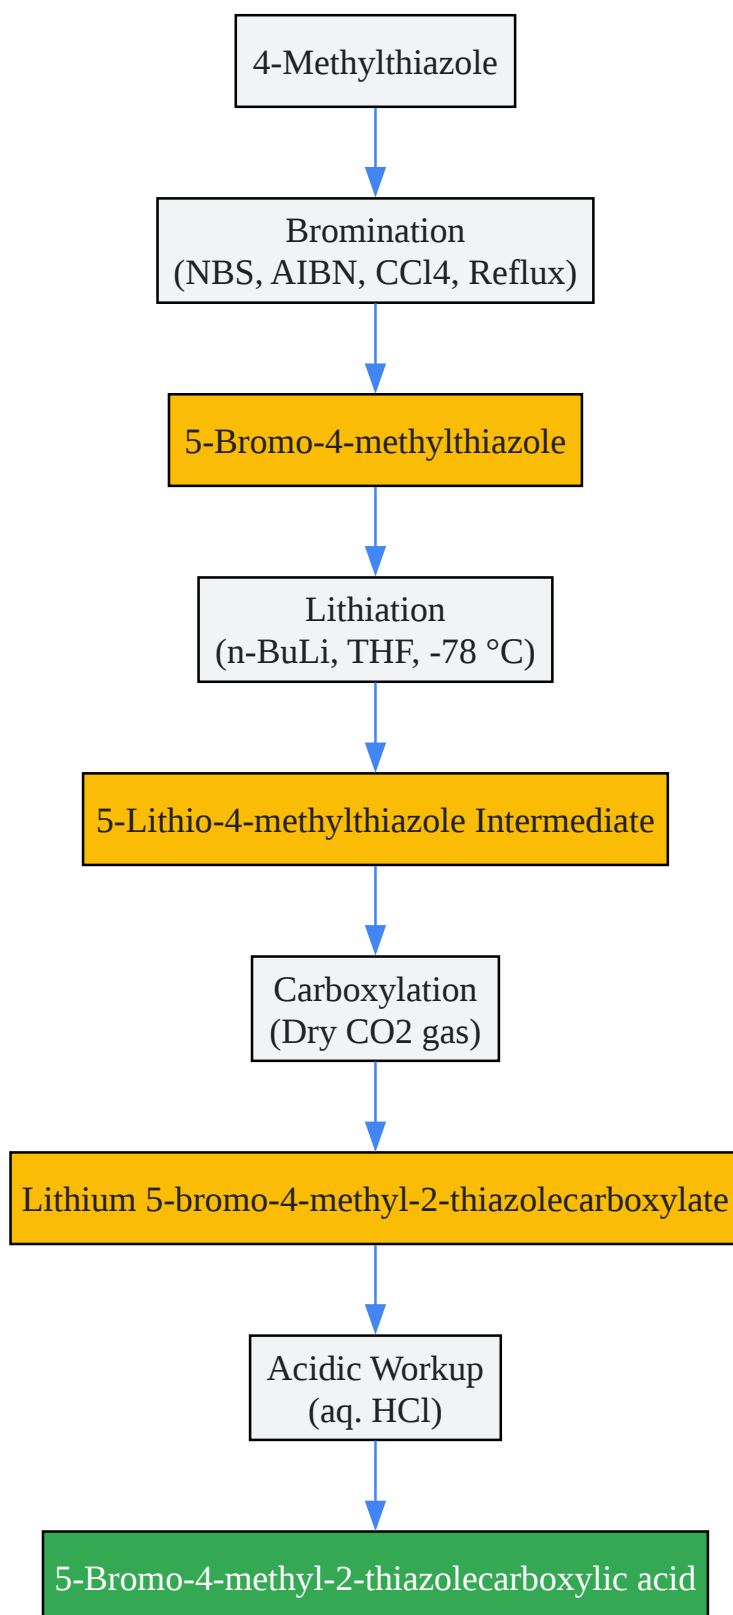 4-Methylthiazole
Bromination
(NBS, AIBN, CCl4, Reflux)
5-Bromo-4-methylthiazole
Lithiation
(n-BuLi, THF, -78 °C)
5-Lithio-4-methylthiazole Intermediate
Carboxylation
(Dry CO2 gas)
Lithium 5-bromo-4-methyl-2-thiazolecarboxylate
Acidic Workup
(aq. HCl)
5-Bromo-4-methyl-2-thiazolecarboxylic acid